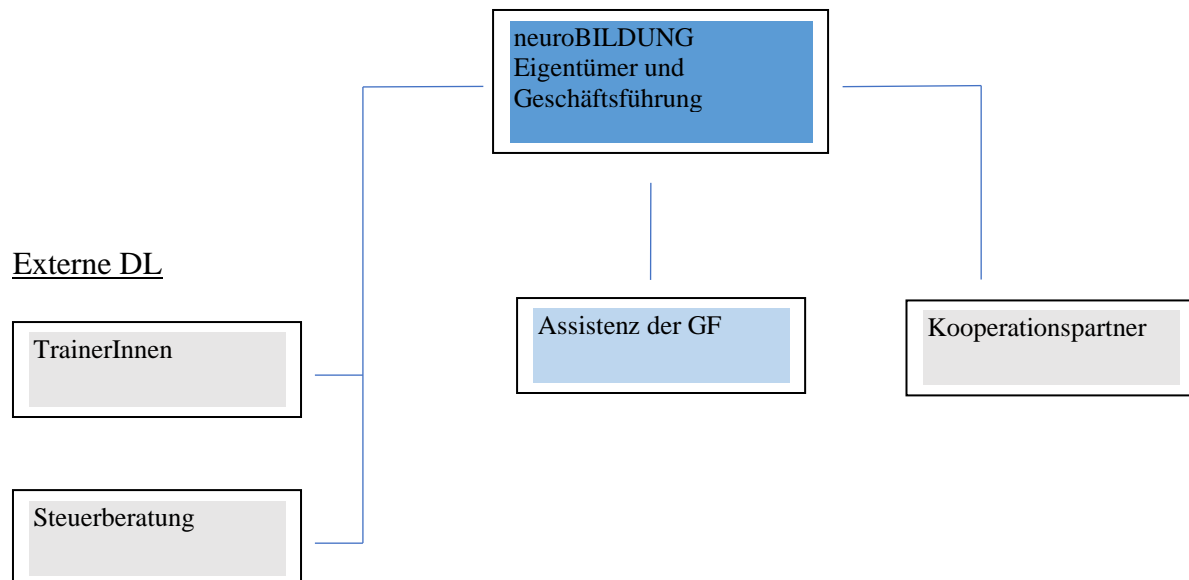 neuroBILDUNG
Eigentümer und
Geschäftsführung
Externe DL
TrainerInnen
Assistenz der GF
Kooperationspartner
Steuerberatung